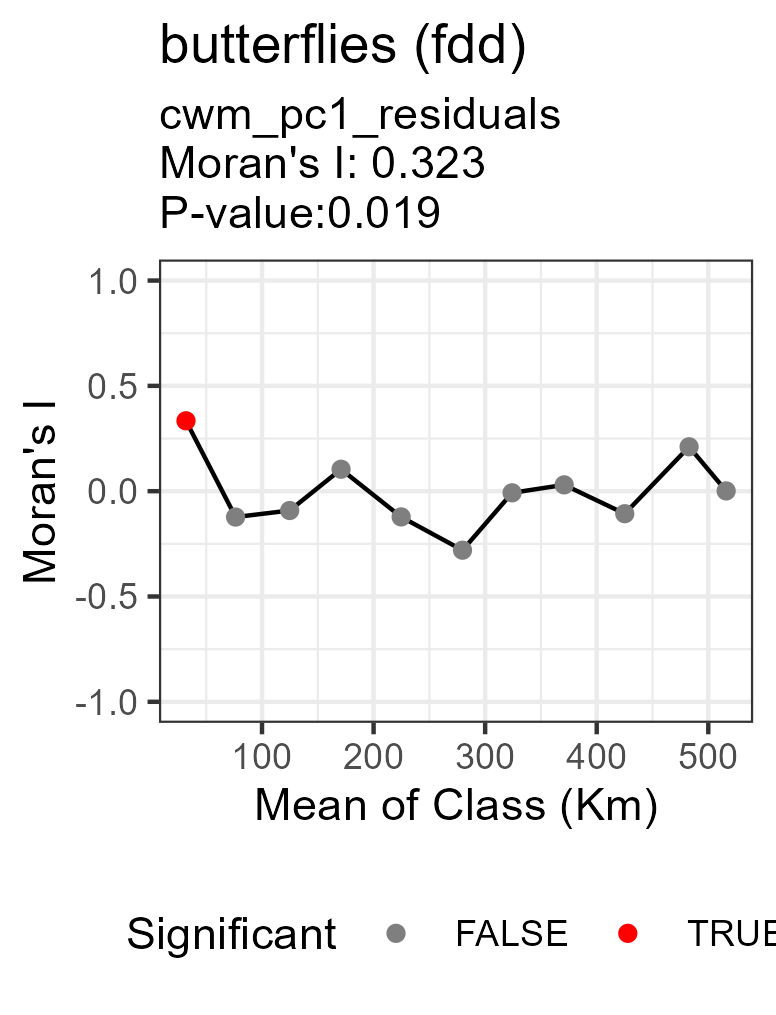 butterflies (fdd)
cwm_pc1_residuals
Moran's I: 0.323
P-value:0.019
Moran's I
1.0
0.5
0.0
-0.5
-1.0
100 200 300 400 500
Mean of Class (Km)
Significant FALSE TRUE